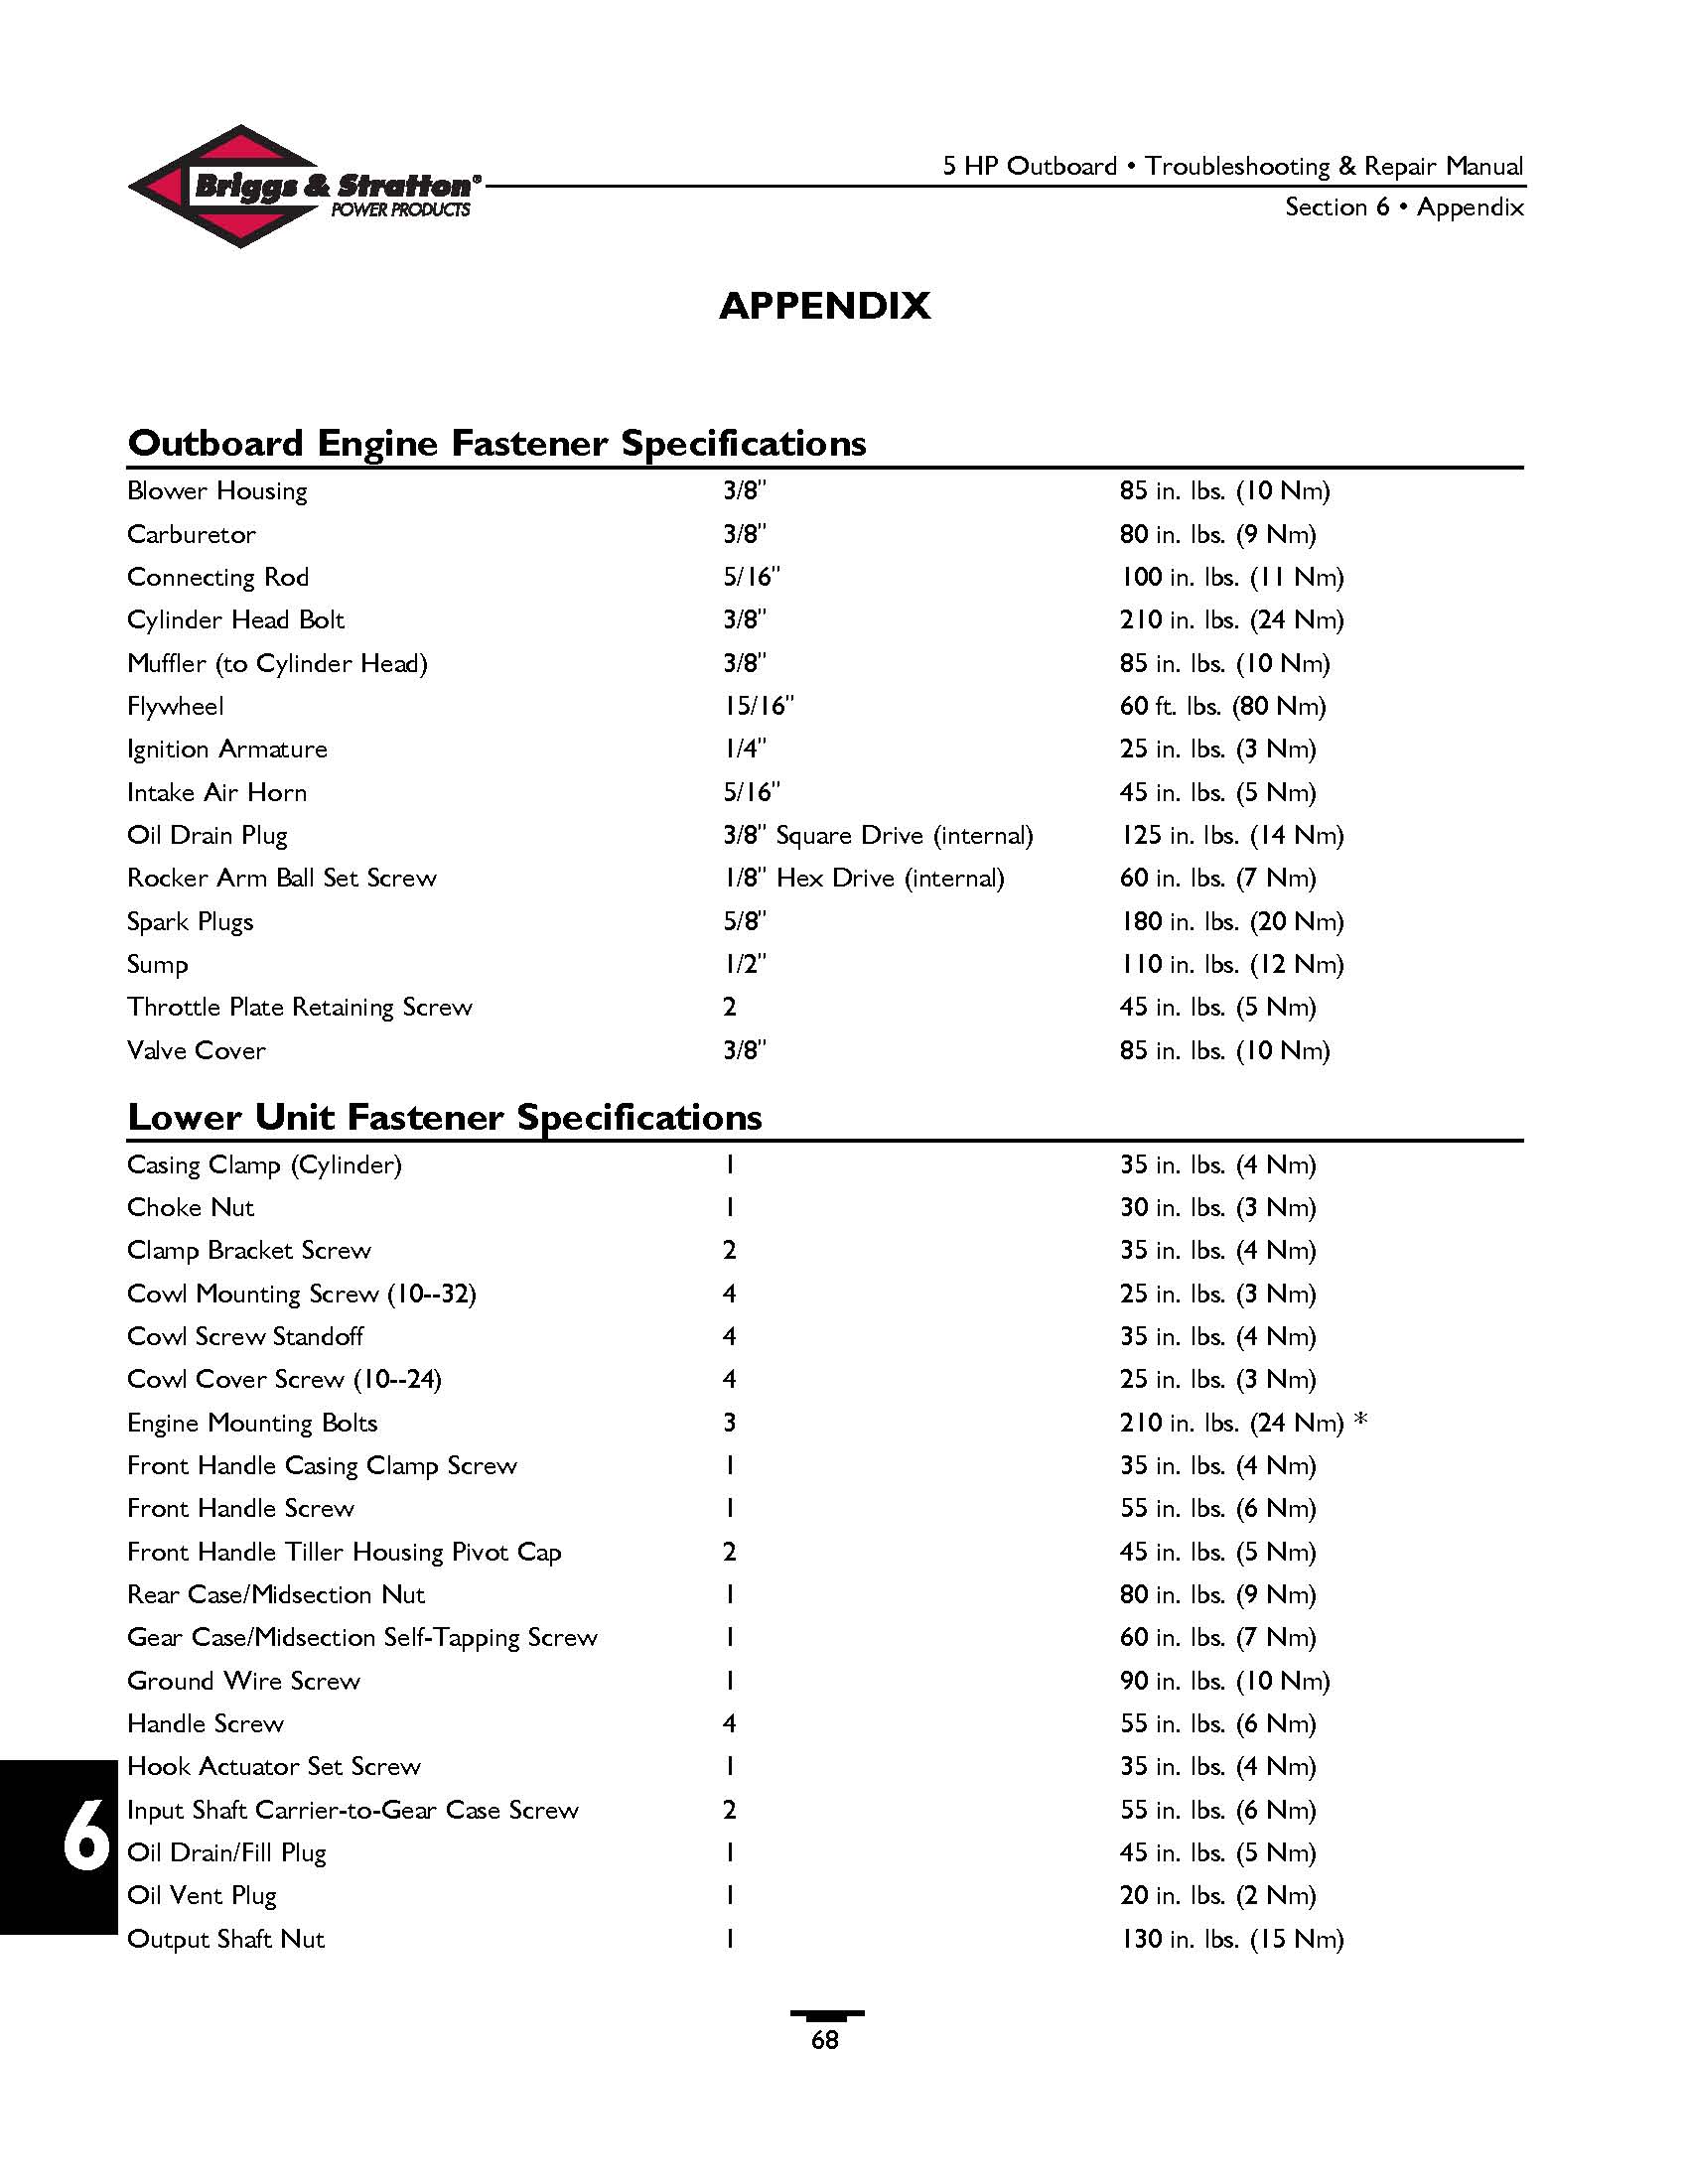 Briggs & Stratton®
POWER PRODUCTS
5 HP Outboard • Troubleshooting & Repair Manual
Section 6 • Appendix
APPENDIX
Outboard Engine Fastener Specifications
Blower Housing 3/8" 85 in. lbs. (10 Nm)
Carburetor 3/8" 80 in. lbs. (9 Nm)
Connecting Rod 5/16" 100 in. lbs. (11 Nm)
Cylinder Head Bolt 3/8" 210 in. lbs. (24 Nm)
Muffler (to Cylinder Head) 3/8" 85 in. lbs. (10 Nm)
Flywheel 15/16" 60 ft. lbs. (80 Nm)
Ignition Armature 1/4" 25 in. lbs. (3 Nm)
Intake Air Horn 5/16" 45 in. lbs. (5 Nm)
Oil Drain Plug 3/8" Square Drive (internal) 125 in. lbs. (14 Nm)
Rocker Arm Ball Set Screw 1/8" Hex Drive (internal) 60 in. lbs. (7 Nm)
Spark Plugs 5/8" 180 in. lbs. (20 Nm)
Sump 1/2" 110 in. lbs. (12 Nm)
Throttle Plate Retaining Screw 2 45 in. lbs. (5 Nm)
Valve Cover 3/8" 85 in. lbs. (10 Nm)
Lower Unit Fastener Specifications
Casing Clamp (Cylinder) 1 35 in. lbs. (4 Nm)
Choke Nut 1 30 in. lbs. (3 Nm)
Clamp Bracket Screw 2 35 in. lbs. (4 Nm)
Cowl Mounting Screw (10--32) 4 25 in. lbs. (3 Nm)
Cowl Screw Standoff 4 35 in. lbs. (4 Nm)
Cowl Cover Screw (10--24) 4 25 in. lbs. (3 Nm)
Engine Mounting Bolts 3 210 in. lbs. (24 Nm) *
Front Handle Casing Clamp Screw 1 35 in. lbs. (4 Nm)
Front Handle Screw 1 55 in. lbs. (6 Nm)
Front Handle Tiller Housing Pivot Cap 2 45 in. lbs. (5 Nm)
Rear Case/Midsection Nut 1 80 in. lbs. (9 Nm)
Gear Case/Midsection Self-Tapping Screw 1 60 in. lbs. (7 Nm)
Ground Wire Screw 1 90 in. lbs. (10 Nm)
Handle Screw 4 55 in. lbs. (6 Nm)
Hook Actuator Set Screw 1 35 in. lbs. (4 Nm)
Input Shaft Carrier-to-Gear Case Screw 2 55 in. lbs. (6 Nm)
6
Oil Drain/Fill Plug 1 45 in. lbs. (5 Nm)
Oil Vent Plug 1 20 in. lbs. (2 Nm)
Output Shaft Nut 1 130 in. lbs. (15 Nm)
68